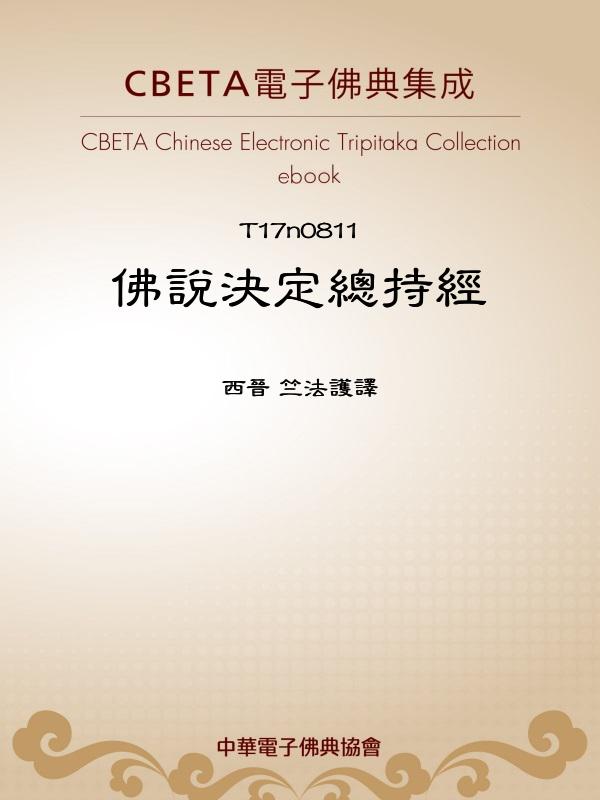 CBETA電子佛典集成
CBETA Chinese Electronic Tripitaka Collection
ebook
T17n0811
佛說決定總持經
西晉 竺法護譯
中華電子佛典協會